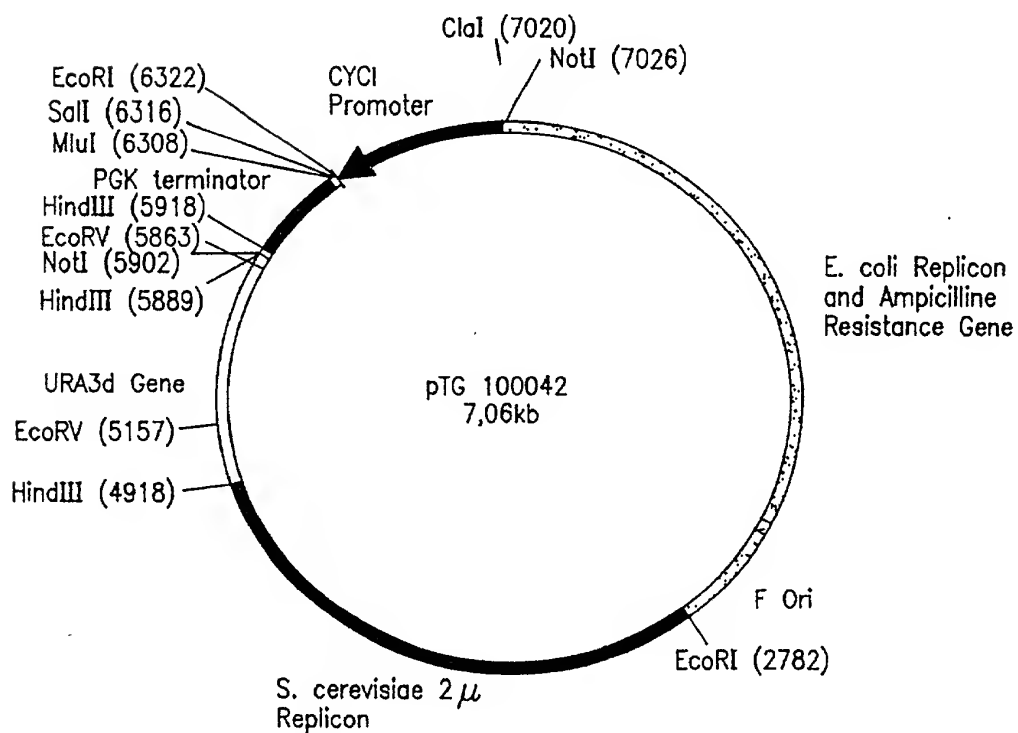 ClaI (7020)
NotI (7026)
EcoRI (6322)
SalI (6316)
MluI (6308)
CYCI
Promoter
PGK terminator
HindIII (5918)
EcoRV (5863)
NotI (5902)
HindIII (5889)
E. coli Replicon
and Ampicilline
Resistance Gene
URA3d Gene
pTG 100042
7,06kb
EcoRV (5157)
HindIII (4918)
F Ori
EcoRI (2782)
S. cerevisiae 2μ
Replicon